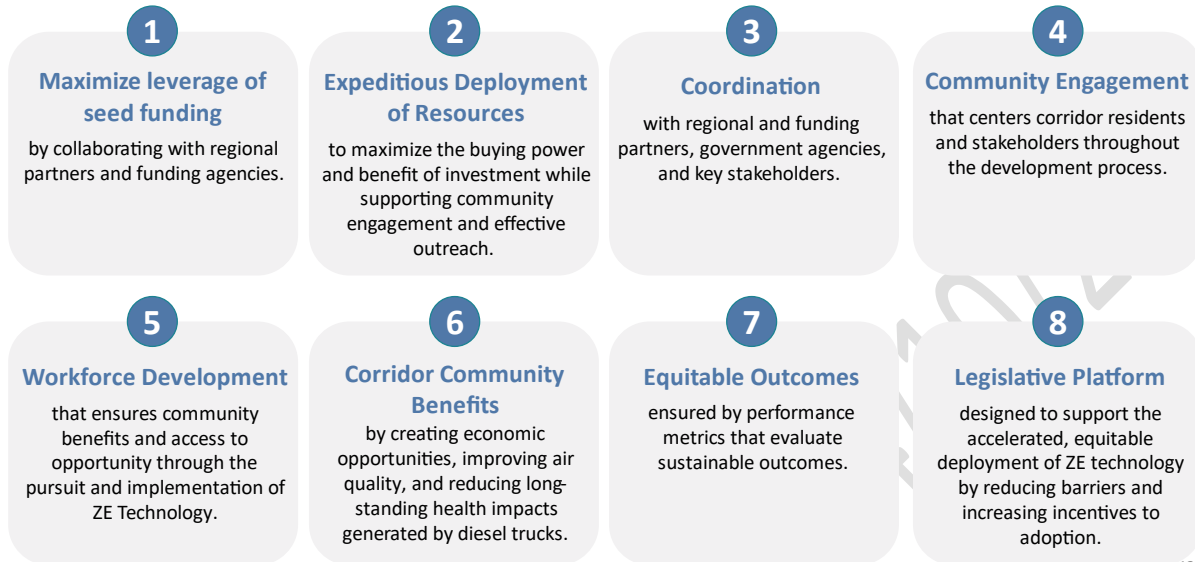 1
Maximize leverage of
seed funding
by collaborating with regional
partners and funding agencies.
2
Expeditious Deployment
of Resources
to maximize the buying power
and benefit of investment while
supporting community
engagement and effective
outreach.
3
Coordination
with regional and funding
partners, government agencies,
and key stakeholders.
4
Community Engagement
that centers corridor residents
and stakeholders throughout
the development process.
5
Workforce Development
that ensures community
benefits and access to
opportunity through the
pursuit and implementation of
ZE Technology.
6
Corridor Community
Benefits
by creating economic
opportunities, improving air
quality, and reducing long-
standing health impacts
generated by diesel trucks.
7
Equitable Outcomes
ensured by performance
metrics that evaluate
sustainable outcomes.
8
Legislative Platform
designed to support the
accelerated, equitable
deployment of ZE technology
by reducing barriers and
increasing incentives to
adoption.